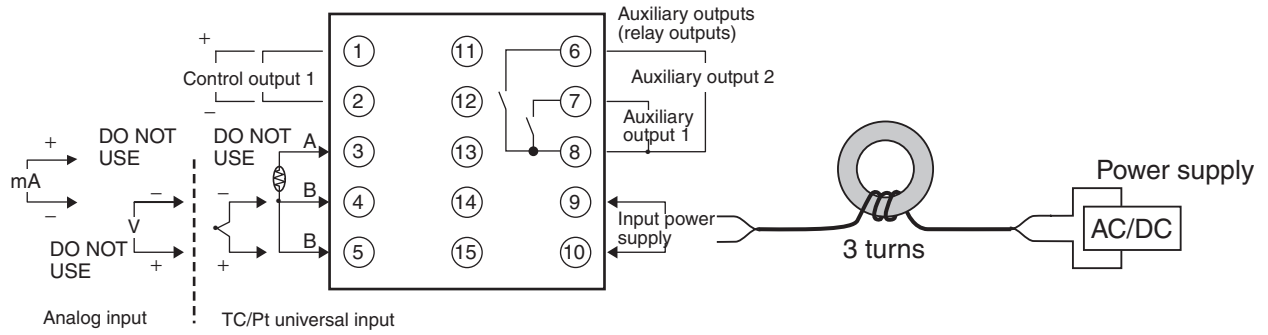 Auxiliary outputs
(relay outputs)
+
Control output 1
−
1
2
3
4
5
11
12
13
14
15
6
7
8
9
10
Auxiliary output 2
Auxiliary
output 1
DO NOT
USE
DO NOT
USE
+
mA
−
−
V
+
DO NOT
USE
−
+
A
B
B
Input power
supply
3 turns
Power supply
AC/DC
Analog input
TC/Pt universal input